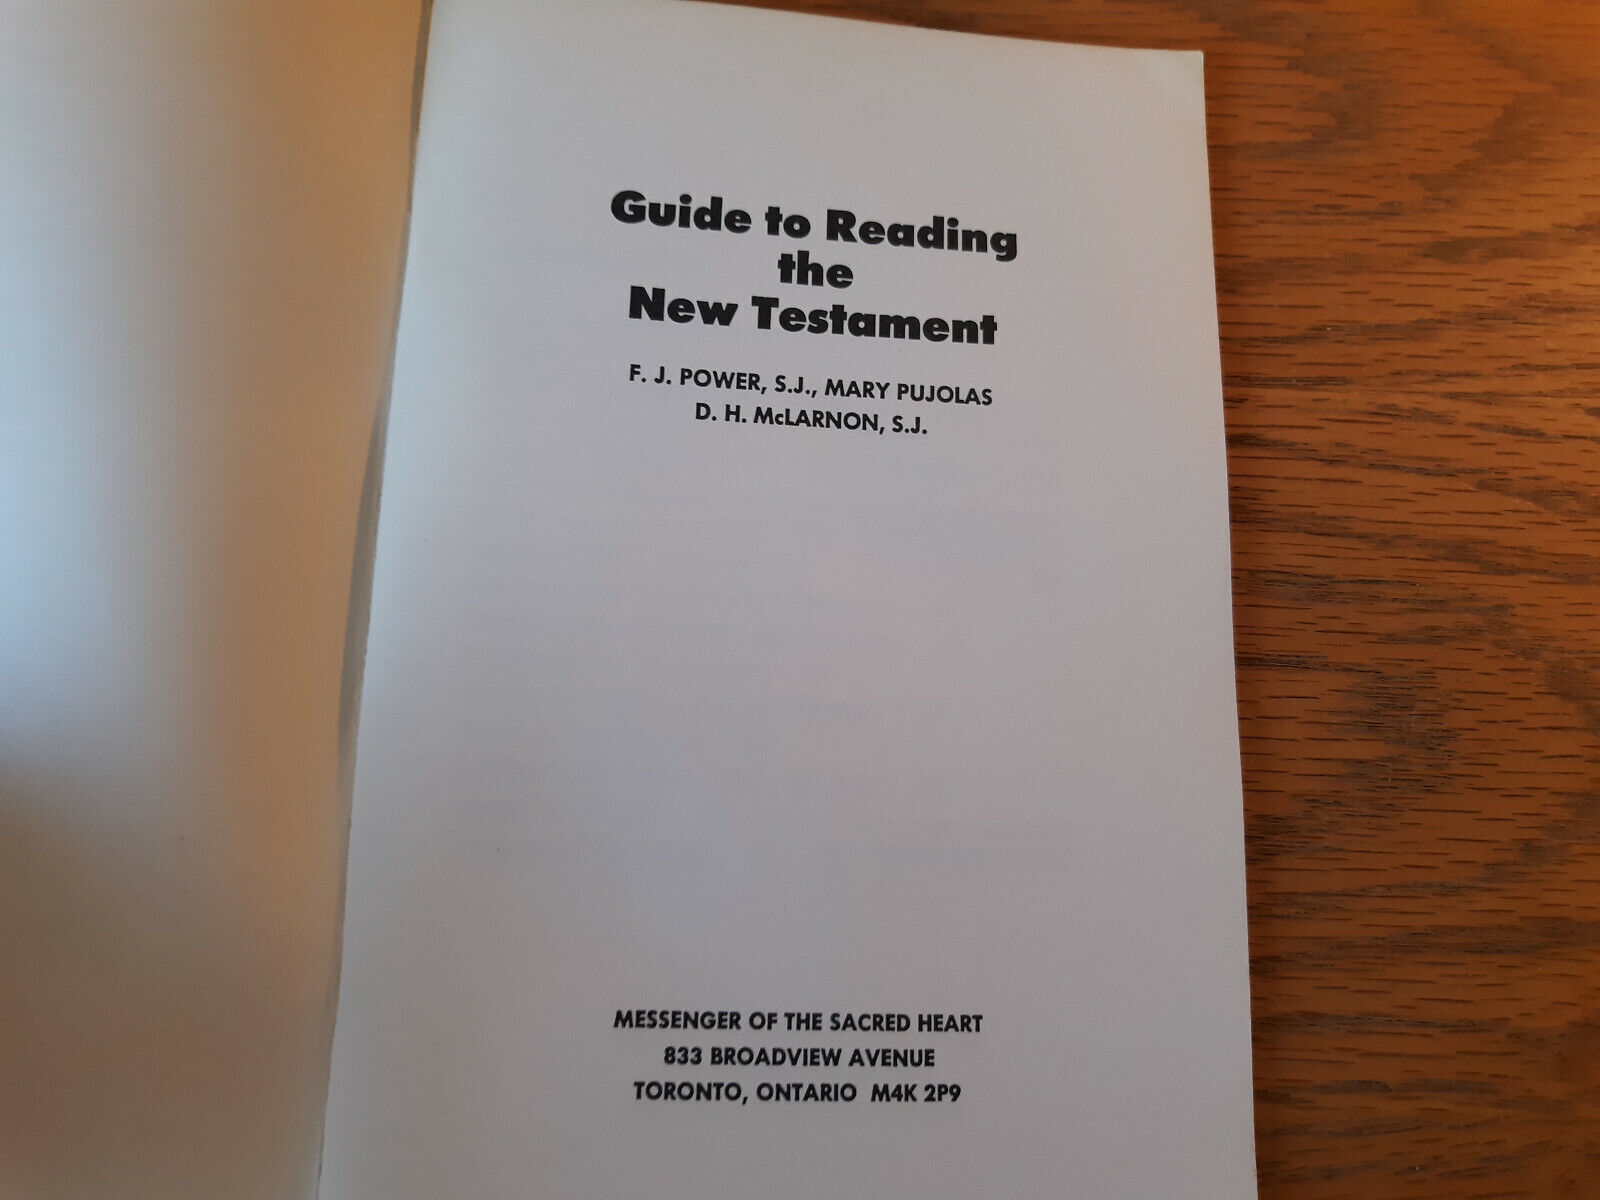 Guide to Reading
the
New Testament
F. J. POWER, S.J., MARY PUJOLAS
D. H. McLARNON, S.J.
MESSENGER OF THE SACRED HEART
833 BROADVIEW AVENUE
TORONTO, ONTARIO M4K 2P9